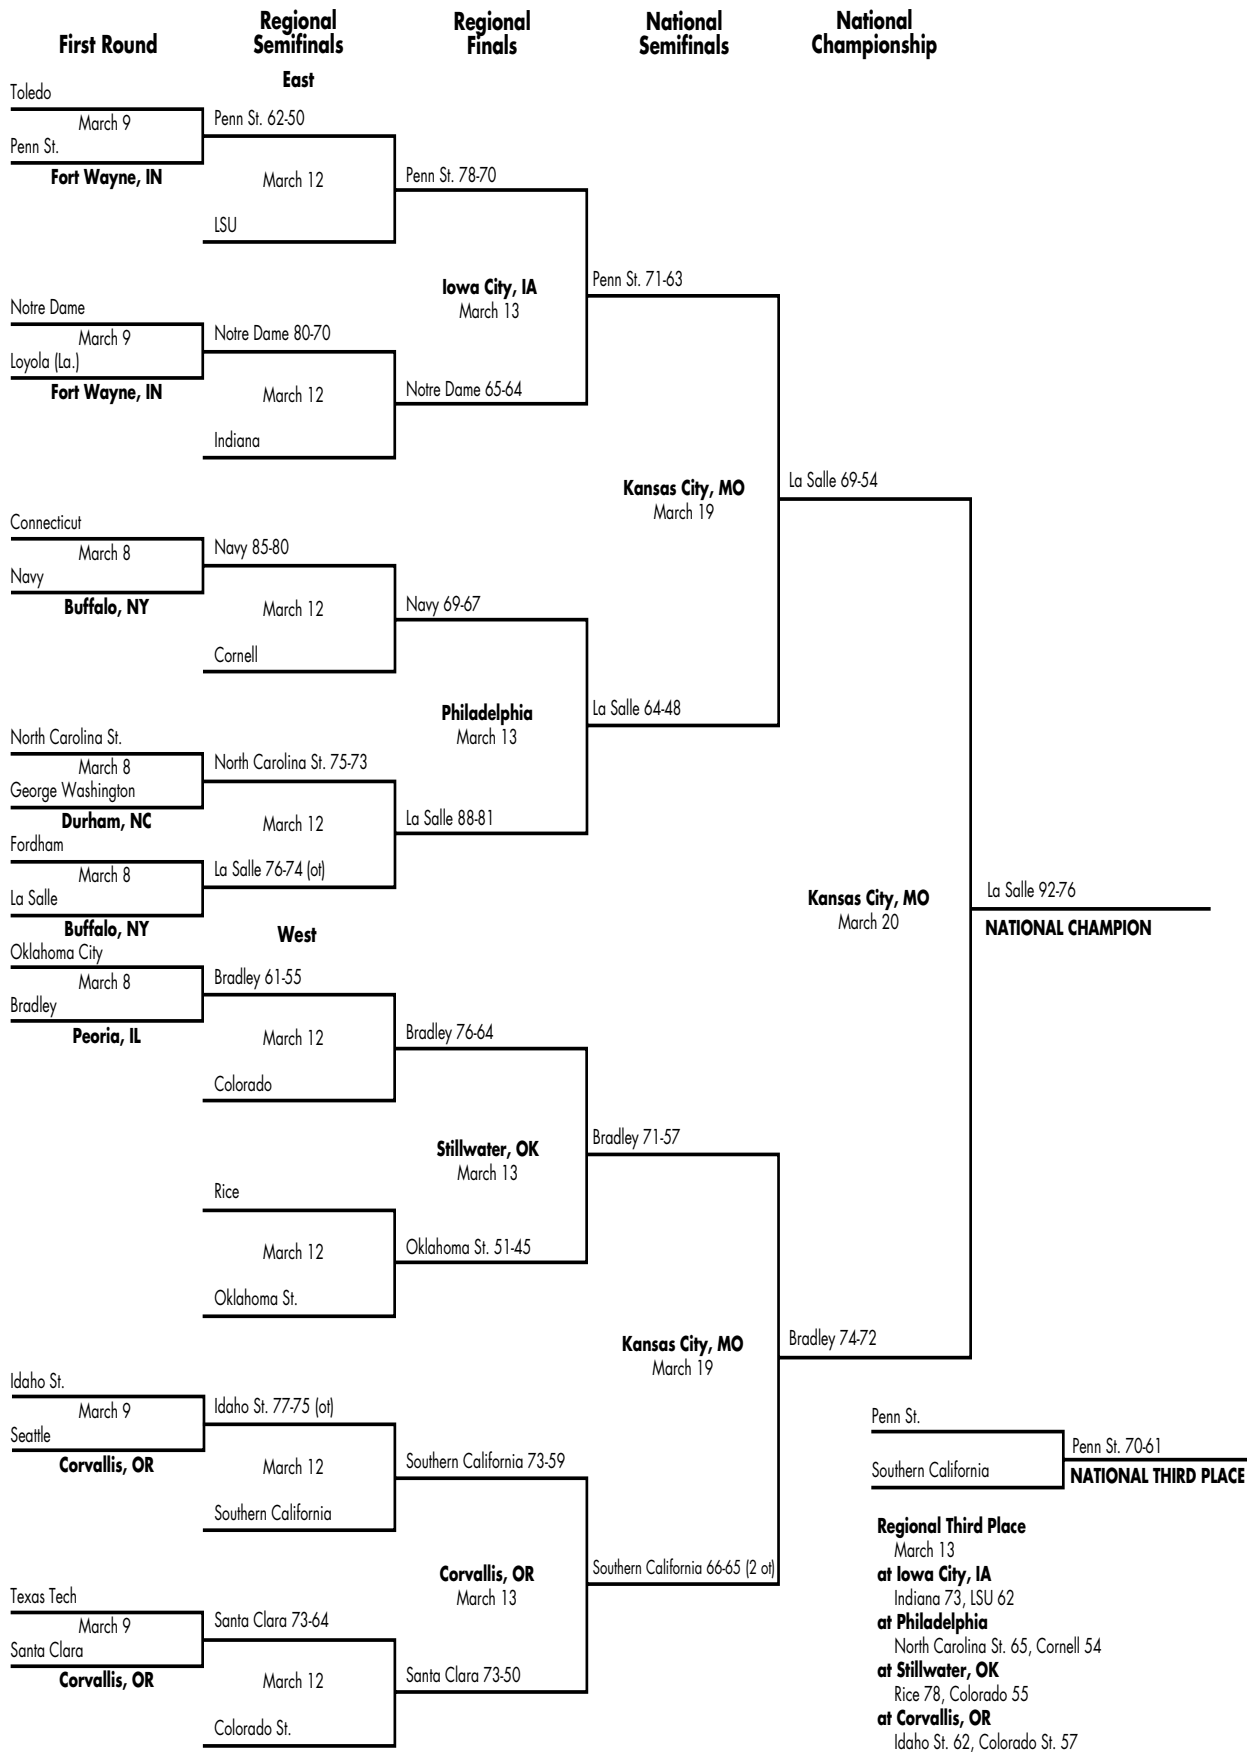 First Round
Regional
Semifinals
Regional
Finals
National
Semifinals
National
Championship
East
Toledo
March 9
Penn St.
Fort Wayne, IN
Penn St. 62-50
March 12
LSU
Penn St. 78-70
Notre Dame
March 9
Loyola (La.)
Fort Wayne, IN
Notre Dame 80-70
March 12
Indiana
Notre Dame 65-64
Iowa City, IA
March 13
Penn St. 71-63
Connecticut
March 8
Navy
Buffalo, NY
Navy 85-80
March 12
Cornell
Navy 69-67
North Carolina St.
March 8
George Washington
Durham, NC
North Carolina St. 75-73
March 12
Fordham
March 8
La Salle
Buffalo, NY
La Salle 76-74 (ot)
La Salle 88-81
Philadelphia
March 13
La Salle 64-48
Kansas City, MO
March 19
La Salle 69-54
West
Oklahoma City
March 8
Bradley
Peoria, IL
Bradley 61-55
March 12
Colorado
Bradley 76-64
Rice
March 12
Oklahoma St.
Oklahoma St. 51-45
Stillwater, OK
March 13
Bradley 71-57
Idaho St.
March 9
Seattle
Corvallis, OR
Idaho St. 77-75 (ot)
March 12
Southern California
Southern California 73-59
Texas Tech
March 9
Santa Clara
Corvallis, OR
Santa Clara 73-64
March 12
Colorado St.
Santa Clara 73-50
Corvallis, OR
March 13
Southern California 66-65 (2 ot)
Kansas City, MO
March 19
Bradley 74-72
Kansas City, MO
March 20
La Salle 92-76
NATIONAL CHAMPION
Penn St.
Southern California
Penn St. 70-61
NATIONAL THIRD PLACE
Regional Third Place
March 13
at Iowa City, IA
Indiana 73, LSU 62
at Philadelphia
North Carolina St. 65, Cornell 54
at Stillwater, OK
Rice 78, Colorado 55
at Corvallis, OR
Idaho St. 62, Colorado St. 57